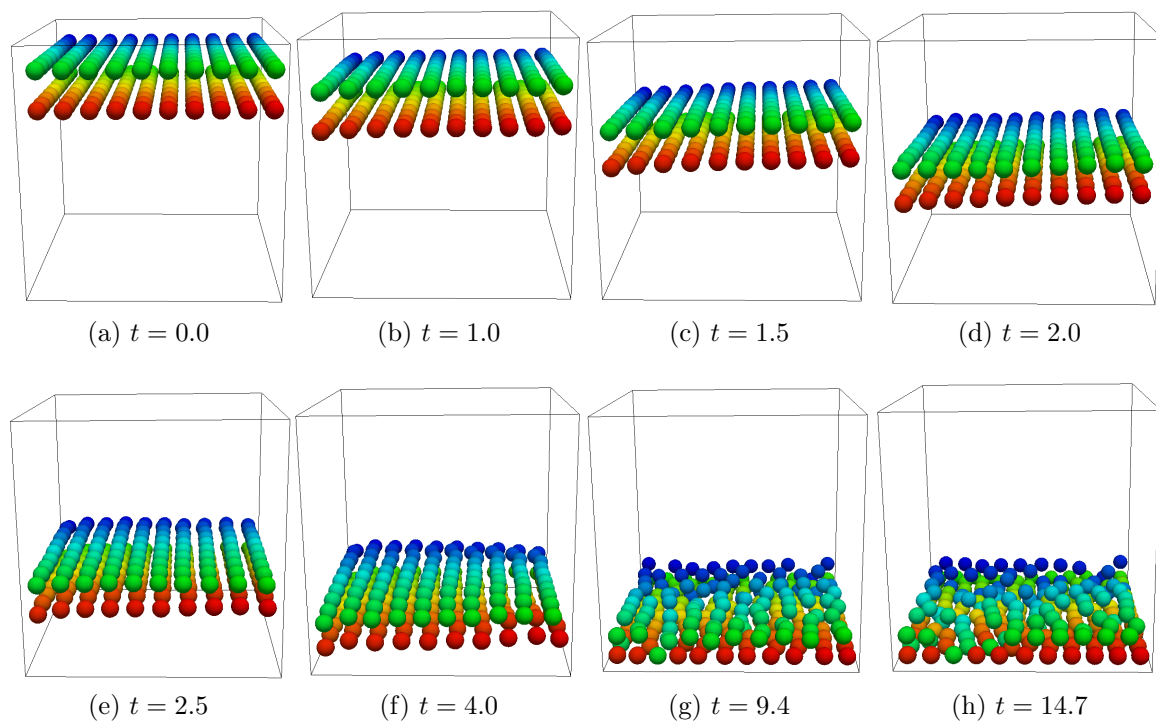 (a) t = 0.0
(b) t = 1.0
(c) t = 1.5
(d) t = 2.0
(e) t = 2.5
(f) t = 4.0
(g) t = 9.4
(h) t = 14.7